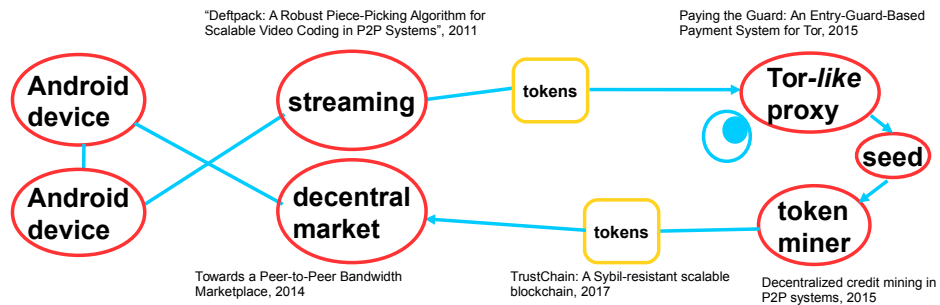 “Deftpack: A Robust Piece-Picking Algorithm for
Scalable Video Coding in P2P Systems”, 2011
Paying the Guard: An Entry-Guard-Based
Payment System for Tor, 2015
Android
device
streaming
tokens
Tor-like
proxy
seed
Android
device
decentral
market
tokens
token
miner
Towards a Peer-to-Peer Bandwidth
Marketplace, 2014
TrustChain: A Sybil-resistant scalable
blockchain, 2017
Decentralized credit mining in
P2P systems, 2015